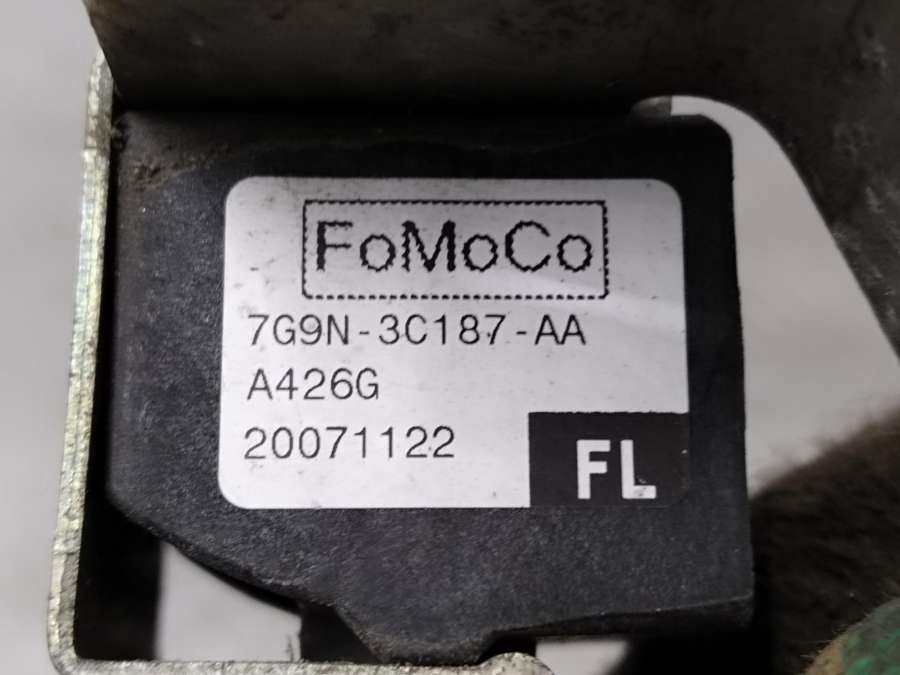 FoMoCo
7G9N-3C187-AA
A426G
20071122
FL